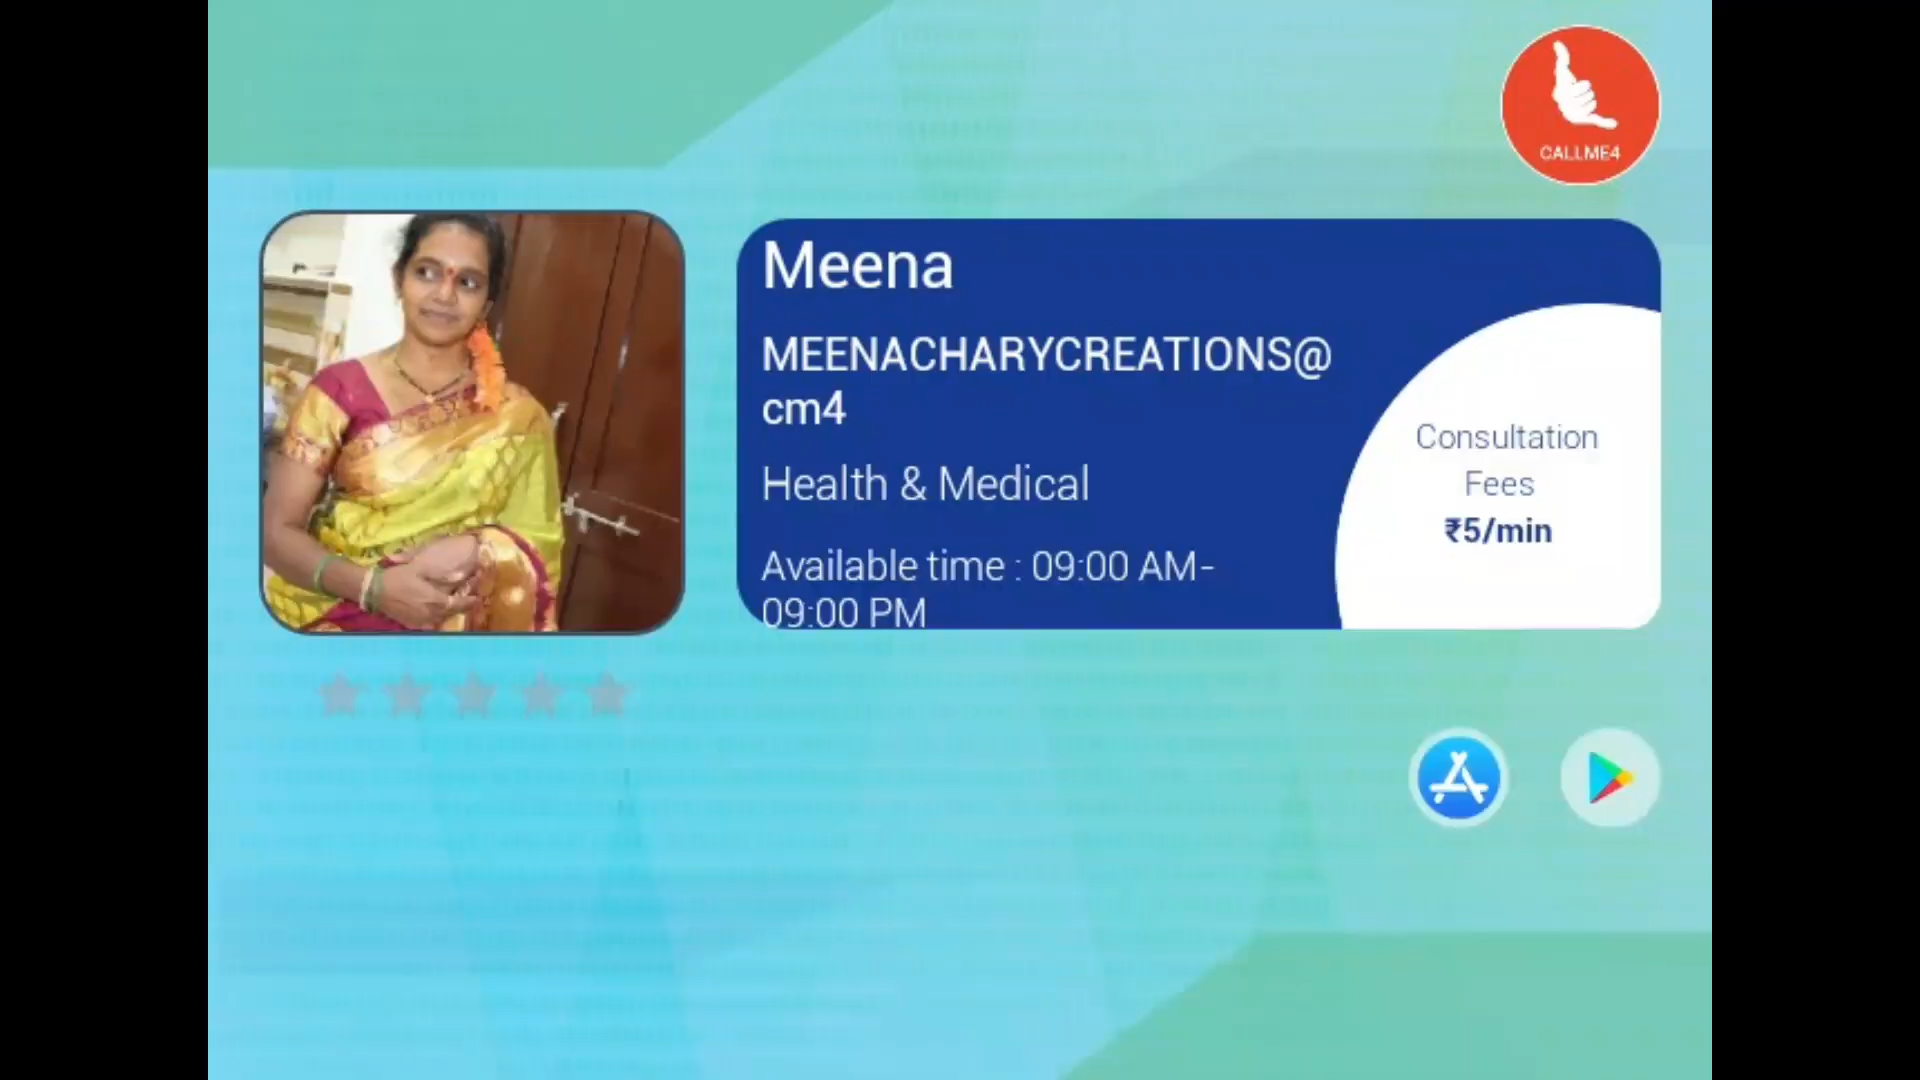 CALLME4
Meena
MEENACHARYCREATIONS@
cm4
Health & Medical
Available time : 09:00 AM-
09:00 PM
Consultation
Fees
₹5/min